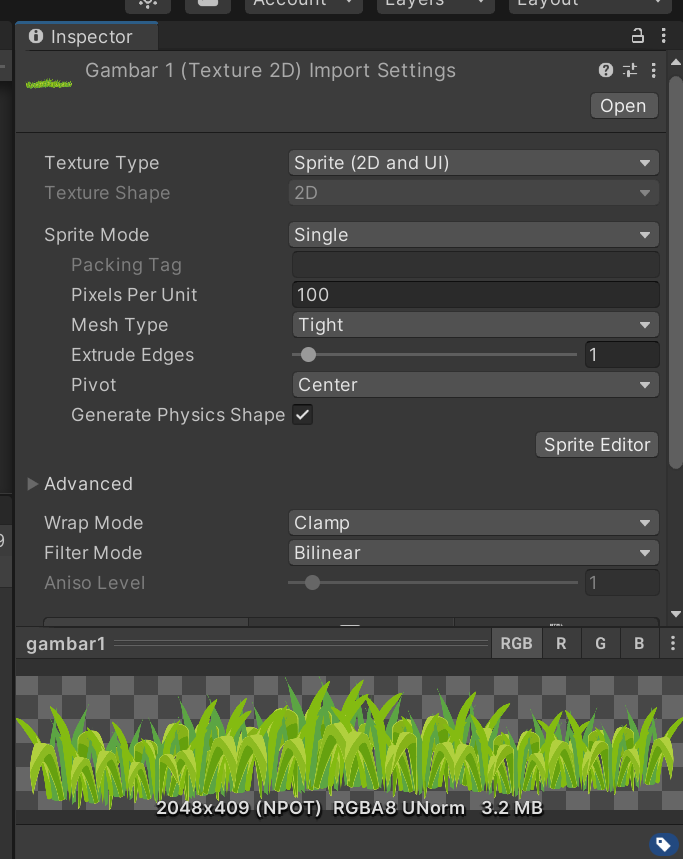 Account
Layers
Layout
Inspector
Gambar 1 (Texture 2D) Import Settings
Open
Texture Type Sprite (2D and UI)
Texture Shape 2D
Sprite Mode Single
Packing Tag
Pixels Per Unit 100
Mesh Type Tight
Extrude Edges 1
Pivot Center
Generate Physics Shape
Sprite Editor
Advanced
Wrap Mode Clamp
Filter Mode Bilinear
Aniso Level 1
gambar1 RGB R G B
2048x409 (NPOT) RGBA8 UNorm 3.2 MB